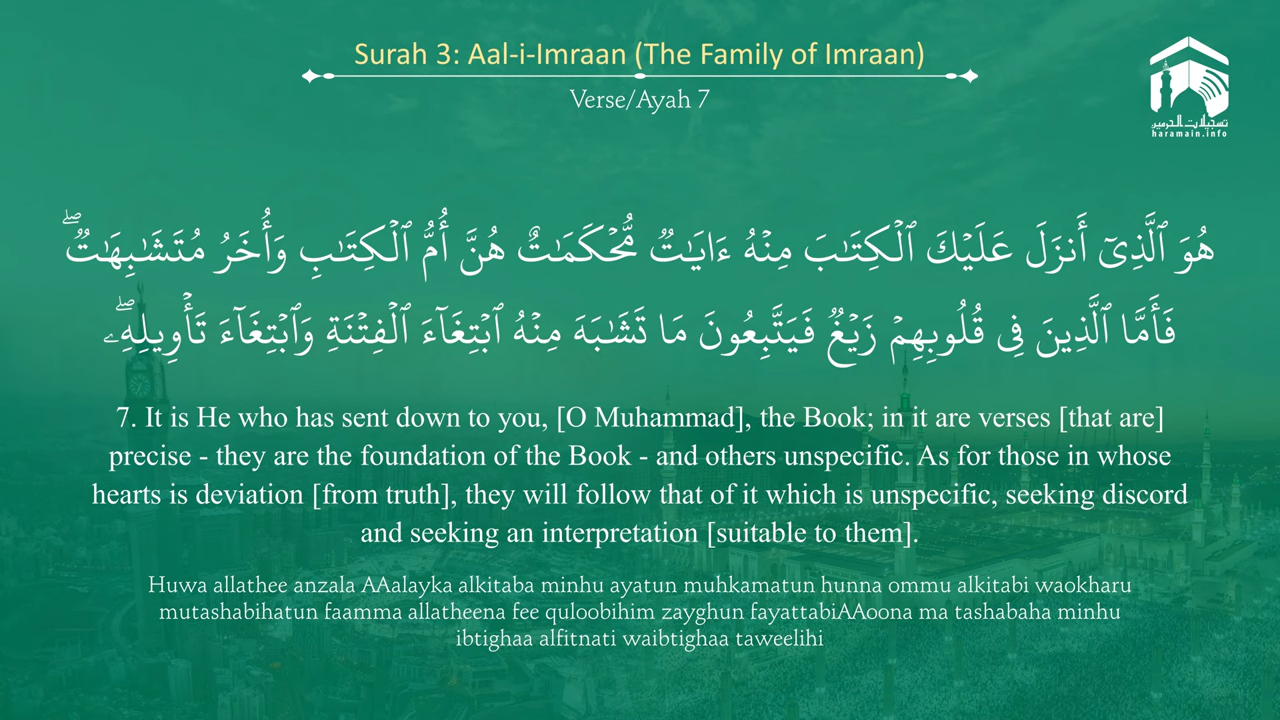 Surah 3: Aal-i-Imraan (The Family of Imraan)
Verse/Ayah 7
تسجيلات الحرمين
haramain.info
هُوَ ٱلَّذِىٓ أَنزَلَ عَلَيْكَ ٱلْكِتَـٰبَ مِنْهُ ءَايَـٰتٌ مُّحْكَمَـٰتٌ هُنَّ أُمُّ ٱلْكِتَـٰبِ وَأُخَرُ مُتَشَـٰبِهَـٰتٌ ۖ
فَأَمَّا ٱلَّذِينَ فِى قُلُوبِهِمْ زَيْغٌ فَيَتَّبِعُونَ مَا تَشَـٰبَهَ مِنْهُ ٱبْتِغَآءَ ٱلْفِتْنَةِ وَٱبْتِغَآءَ تَأْوِيلِهِۦ ۖ
7. It is He who has sent down to you, [O Muhammad], the Book; in it are verses [that are]
precise - they are the foundation of the Book - and others unspecific. As for those in whose
hearts is deviation [from truth], they will follow that of it which is unspecific, seeking discord
and seeking an interpretation [suitable to them].
Huwa allathee anzala AAalayka alkitaba minhu ayatun muhkamatun hunna ommu alkitabi waokharu
mutashabihatun faamma allatheena fee quloobihim zayghun fayattabiAAoona ma tashabaha minhu
ibtighaa alfitnati waibtighaa taweelihi